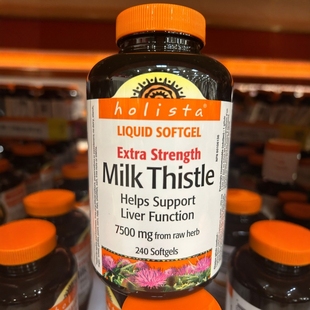 holista®
LIQUID SOFTGEL
Extra Strength
Milk Thistle
Helps Support
Liver Function
7500 mg from raw herb
240 Softgels